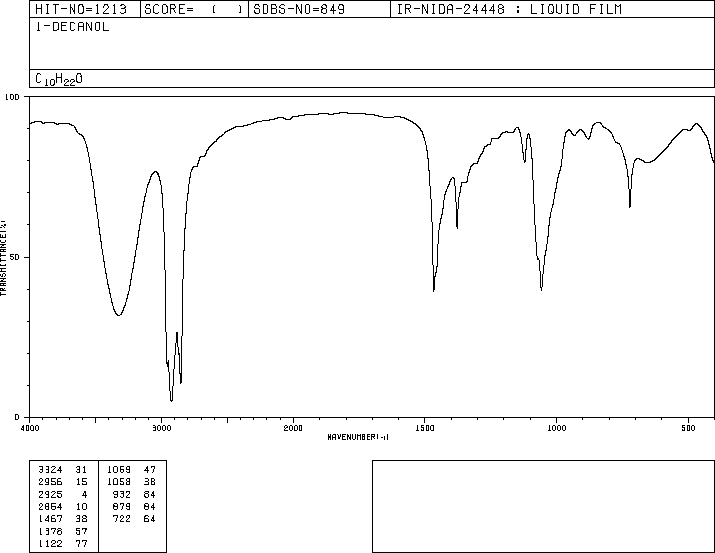 HIT-NO=1213 SCORE= ( ) SDBS-NO=849 IR-NIDA-24448 : LIQUID FILM
1-DECANOL
C10H22O
100
50
0
TRANSMITTANCE(%)
4000 3000 2000 1500 1000 500
WAVENUMBER(-1)
3324 31 1069 47
2956 15 1058 38
2925 4 932 84
2854 10 879 84
1467 38 722 64
1378 57
1122 77